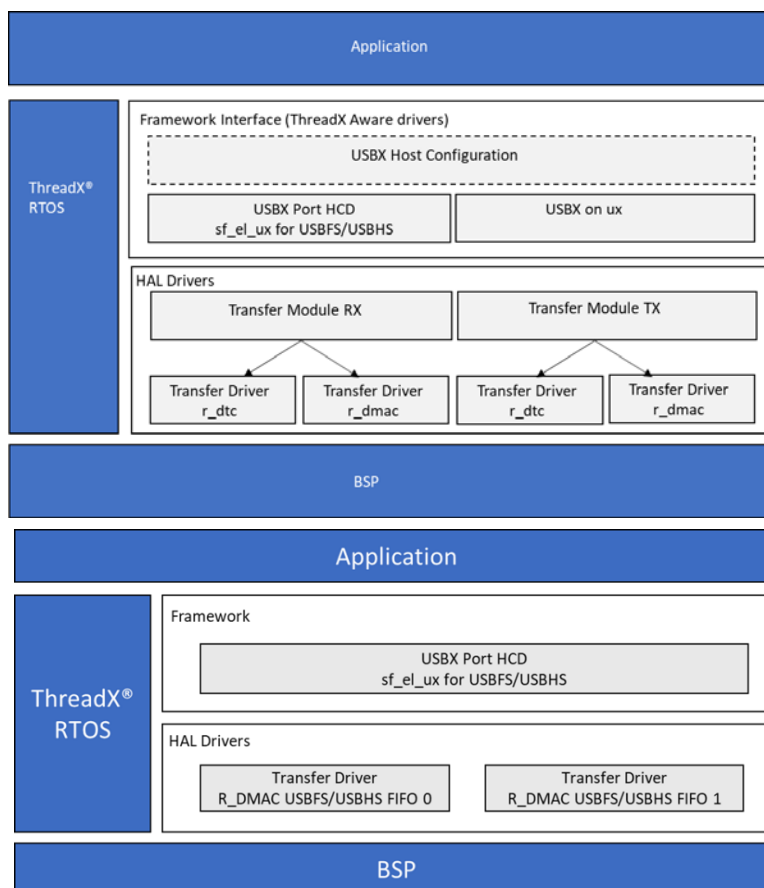 Application
ThreadX®
RTOS
Framework Interface (ThreadX Aware drivers)
USBX Host Configuration
USBX Port HCD
sf_el_ux for USBFS/USBHS
USBX on ux
HAL Drivers
Transfer Module RX
Transfer Module TX
Transfer Driver
r_dtc
Transfer Driver
r_dmac
Transfer Driver
r_dtc
Transfer Driver
r_dmac
BSP
Application
ThreadX®
RTOS
Framework
USBX Port HCD
sf_el_ux for USBFS/USBHS
HAL Drivers
Transfer Driver
R_DMAC USBFS/USBHS FIFO 0
Transfer Driver
R_DMAC USBFS/USBHS FIFO 1
BSP